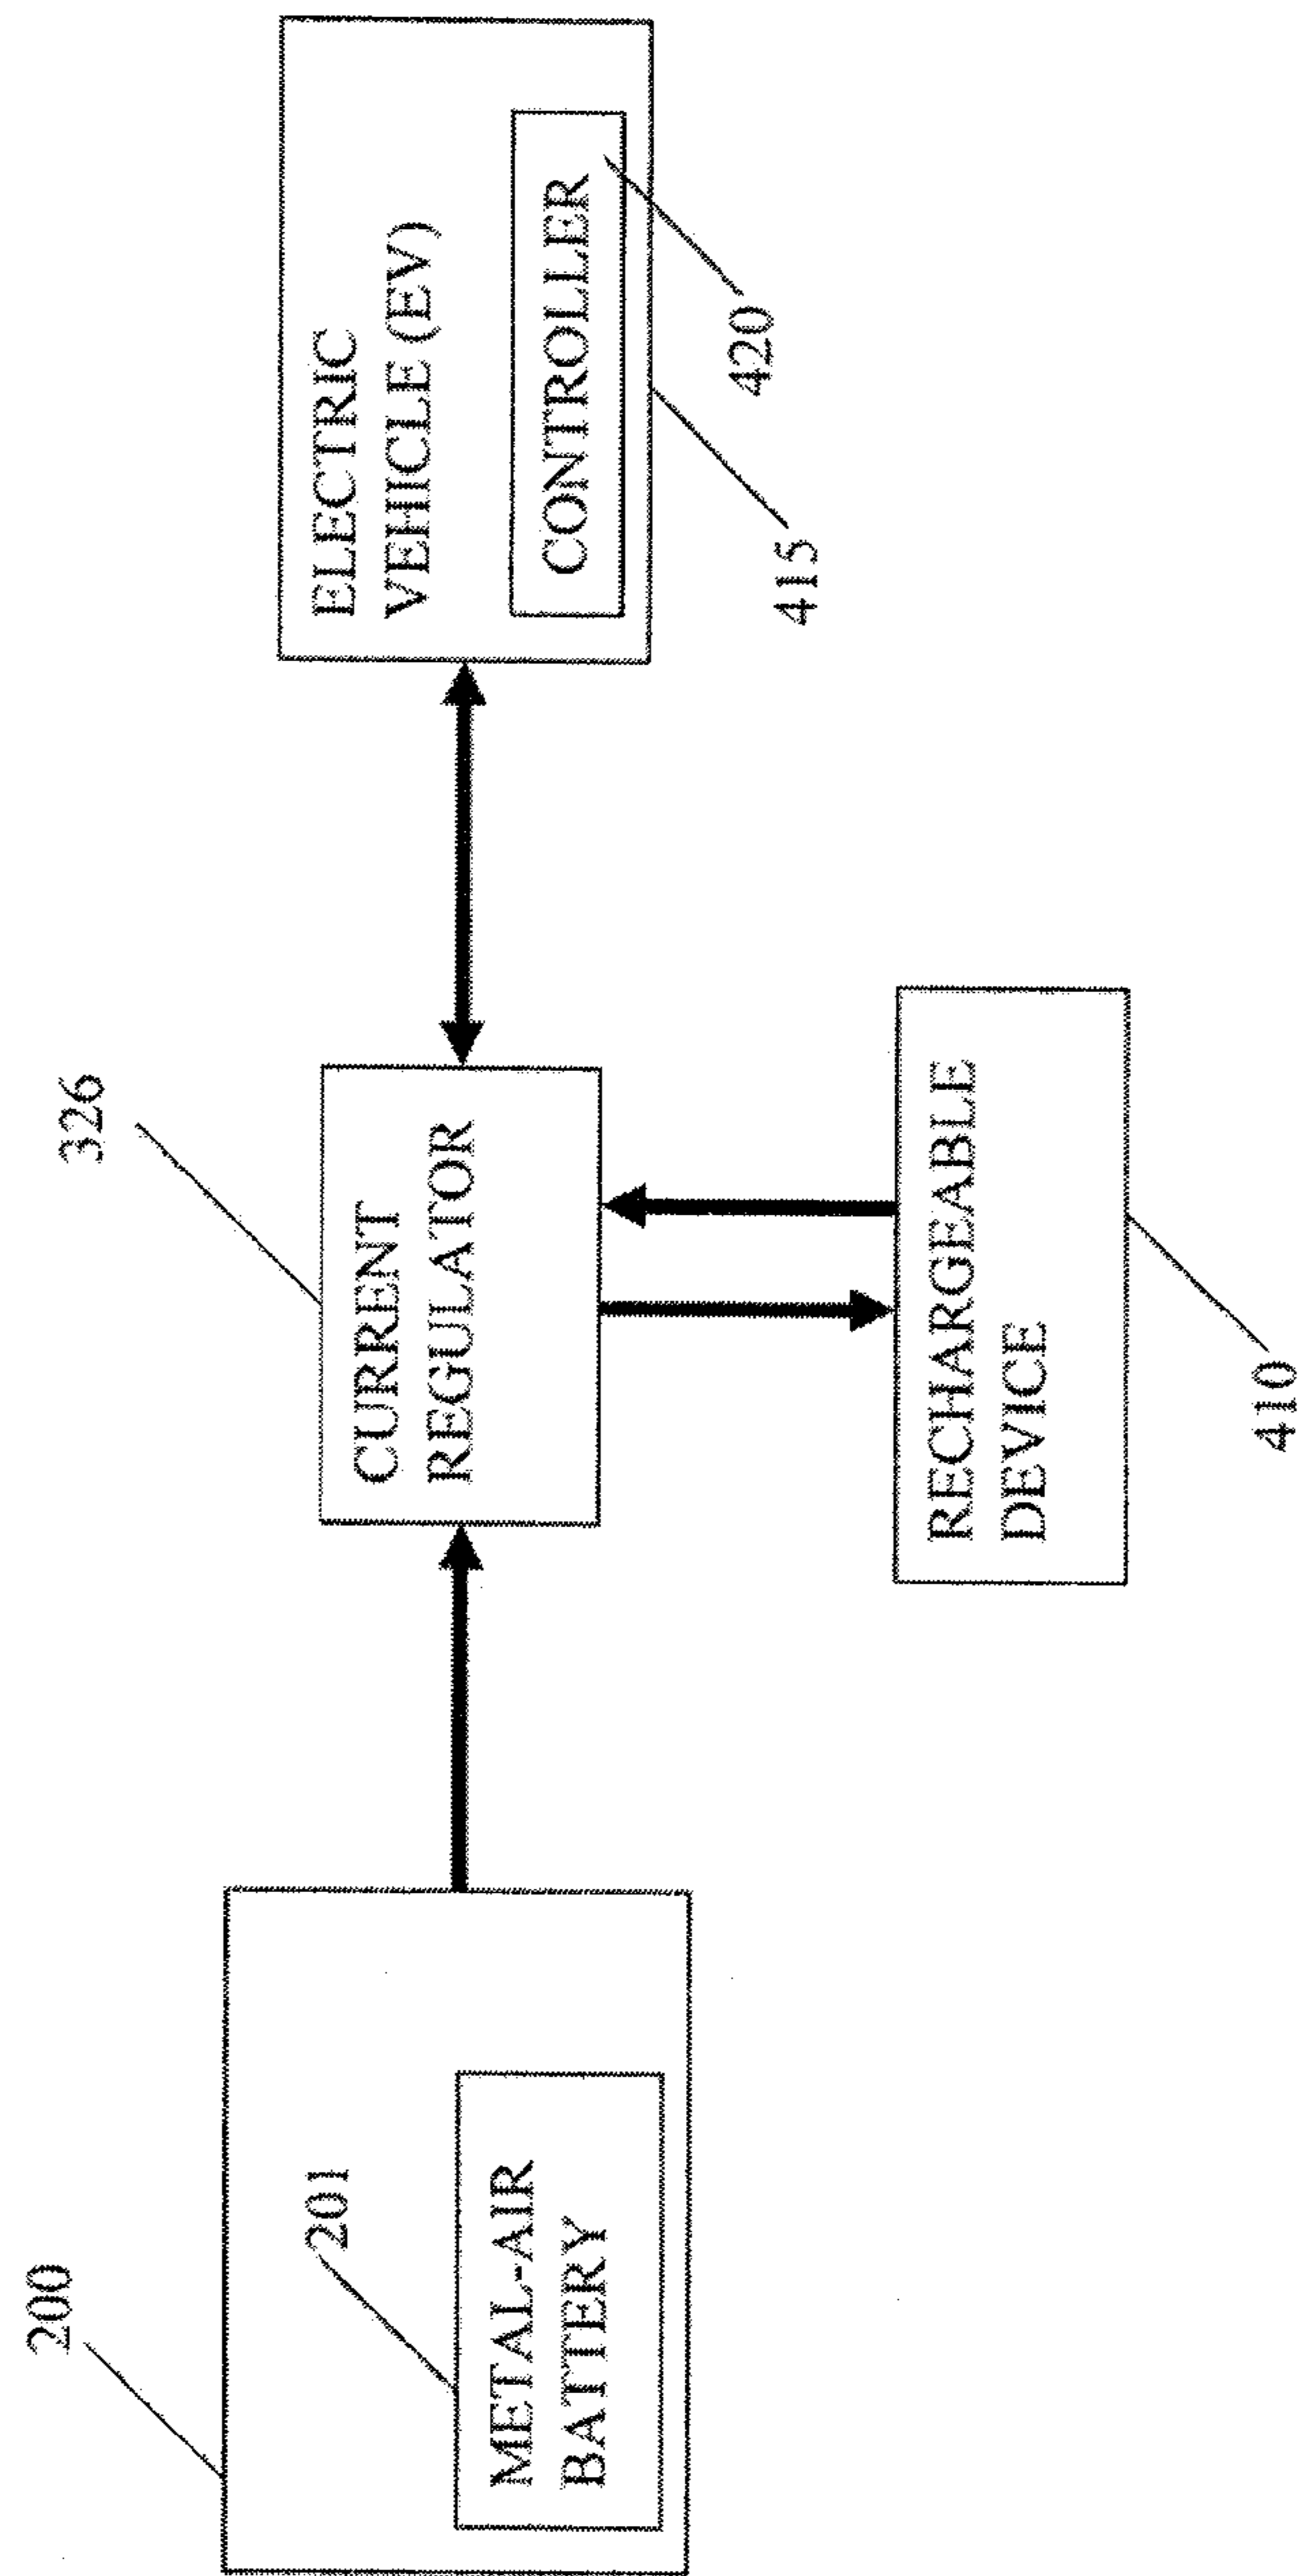 200
201
METAL-AIR
BATTERY
326
CURRENT
REGULATOR
RECHARGEABLE
DEVICE
410
ELECTRIC
VEHICLE (EV)
CONTROLLER
420
415